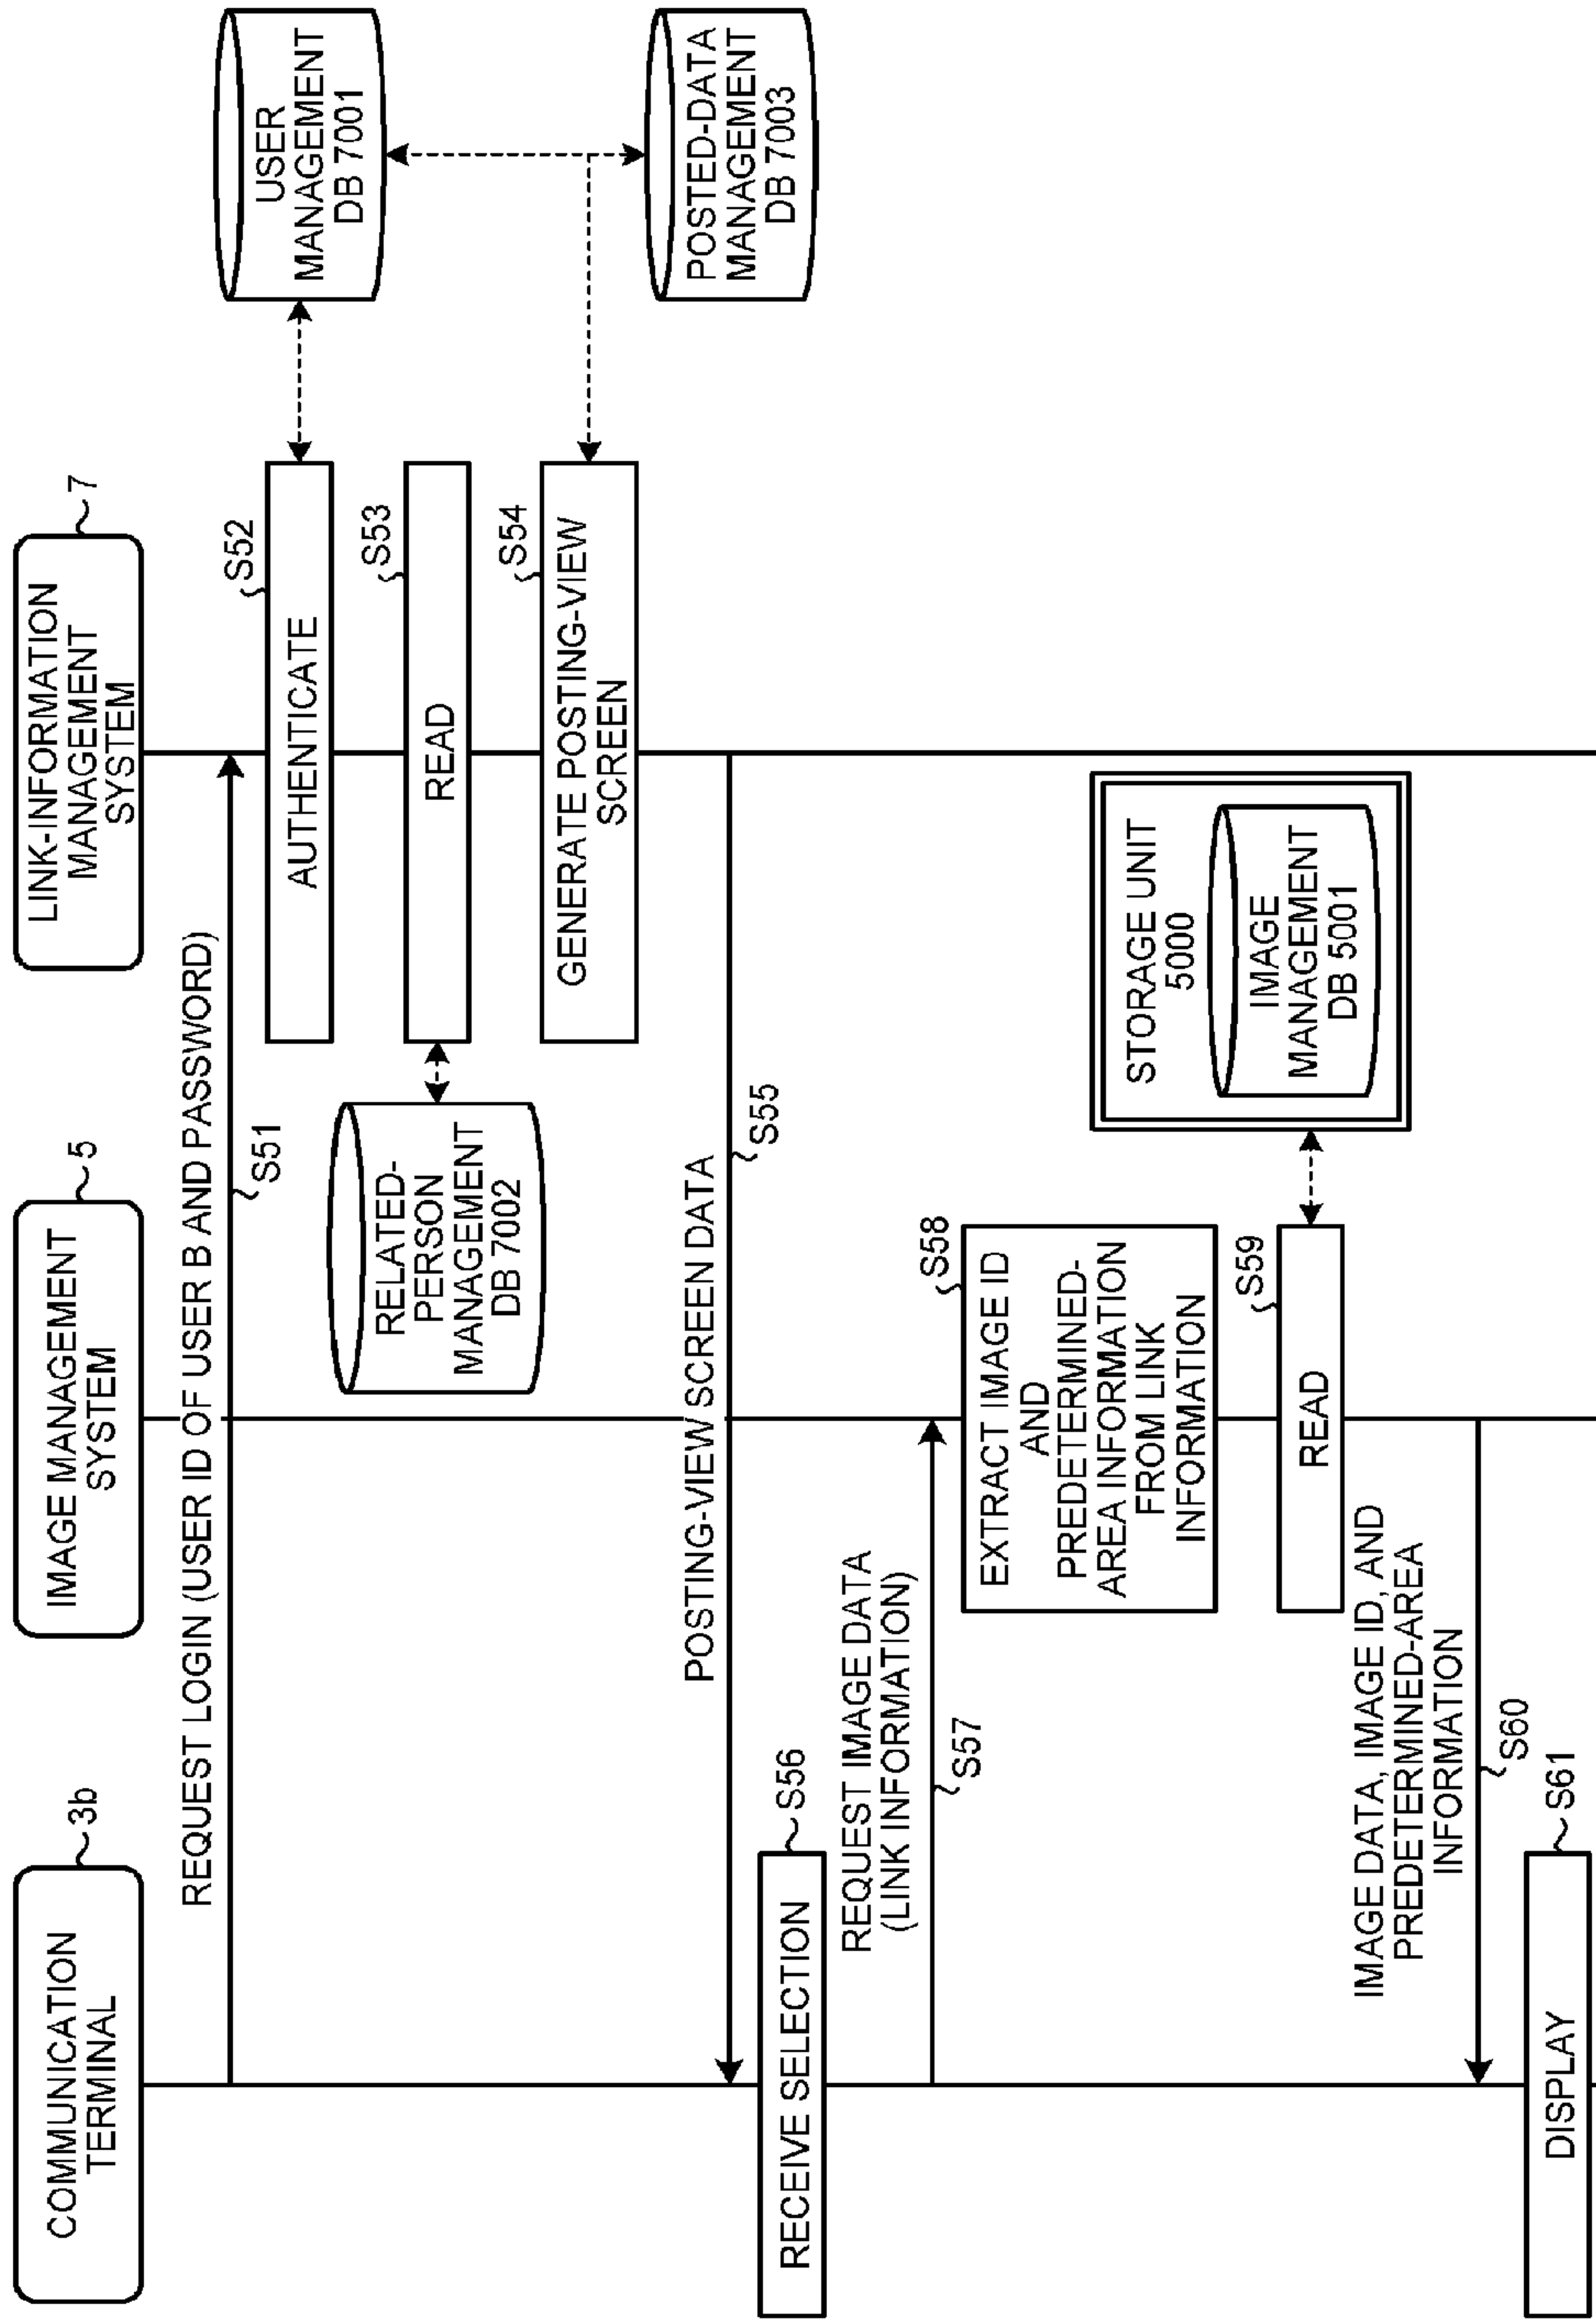 COMMUNICATION
TERMINAL
3b
IMAGE MANAGEMENT
SYSTEM
5
LINK-INFORMATION
MANAGEMENT
SYSTEM
7
REQUEST LOGIN (USER ID OF USER B AND PASSWORD)
S51
S52
AUTHENTICATE
USER
MANAGEMENT
DB 7001
RELATED-
PERSON
MANAGEMENT
DB 7002
S53
READ
S54
GENERATE POSTING-VIEW
SCREEN
POSTED-DATA
MANAGEMENT
DB 7003
POSTING-VIEW SCREEN DATA
S55
RECEIVE SELECTION
S56
REQUEST IMAGE DATA
(LINK INFORMATION)
S57
S58
EXTRACT IMAGE ID
AND
PREDETERMINED-
AREA INFORMATION
FROM LINK
INFORMATION
STORAGE UNIT
5000
IMAGE
MANAGEMENT
DB 5001
S59
READ
IMAGE DATA, IMAGE ID, AND
PREDETERMINED-AREA
INFORMATION
S60
DISPLAY
S61